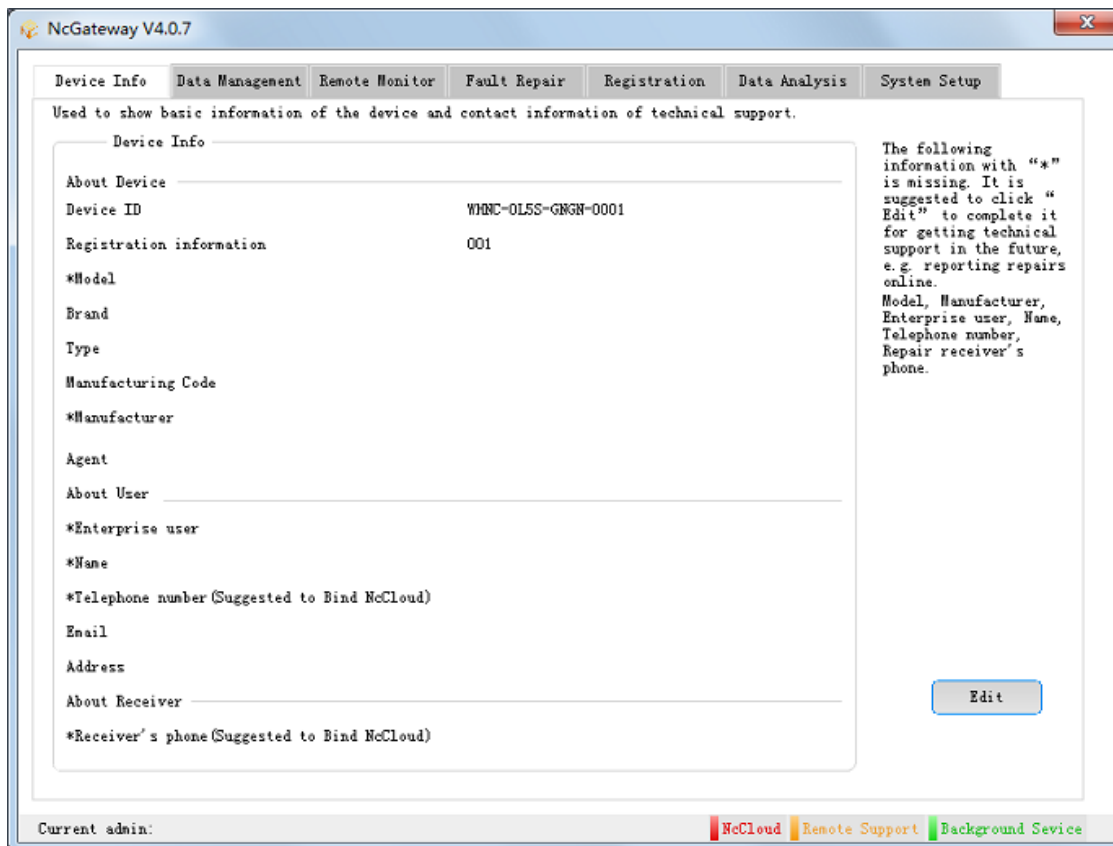 NcGateway V4.0.7
Device Info Data Management Remote Monitor Fault Repair Registration Data Analysis System Setup
Used to show basic information of the device and contact information of technical support.
Device Info
About Device
Device ID WHNC-0L5S-GNGN-0001
Registration information 001
*Model
Brand
Type
Manufacturing Code
*Manufacturer
Agent
About User
*Enterprise user
*Name
*Telephone number(Suggested to Bind NcCloud)
Email
Address
About Receiver
*Receiver's phone(Suggested to Bind NcCloud)
The following
information with “*”
is missing. It is
suggested to click “
Edit” to complete it
for getting technical
support in the future,
e.g. reporting repairs
online.
Model, Manufacturer,
Enterprise user, Name,
Telephone number,
Repair receiver's
phone.
Edit
Current admin: NcCloud Remote Support Background Sevice